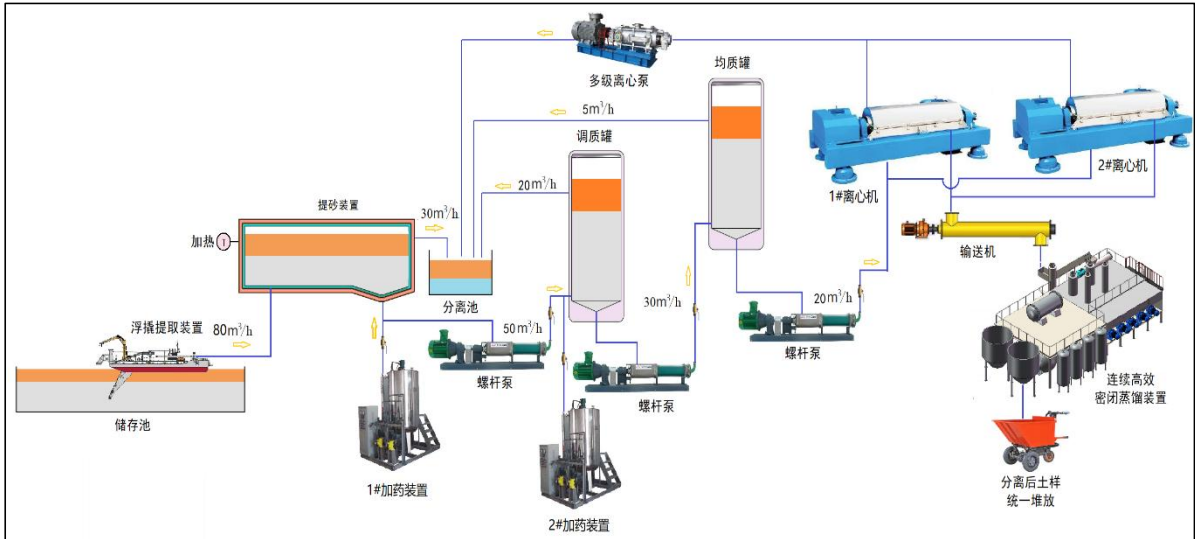 多级离心泵
均质罐
5m³/h
调质罐
20m³/h
1#离心机
2#离心机
提砂装置
30m³/h
加热
T
分离池
输送机
浮撬提取装置
80m³/h
50m³/h
30m³/h
20m³/h
螺杆泵
螺杆泵
螺杆泵
储存池
连续高效
密闭蒸馏装置
1#加药装置
2#加药装置
分离后土样
统一堆放